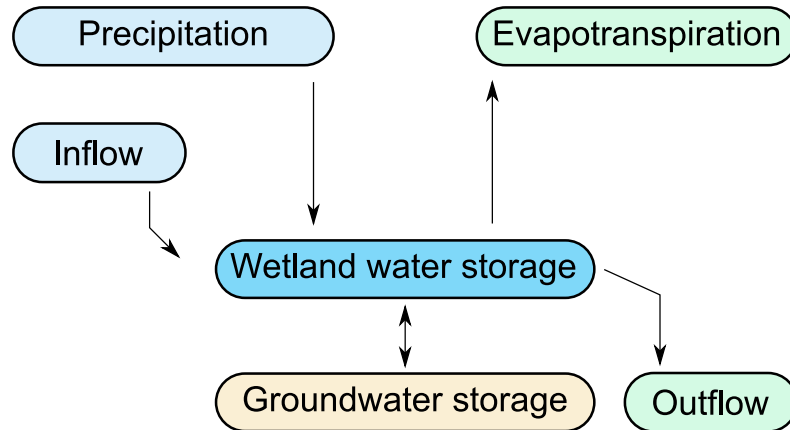 Precipitation
Evapotranspiration
Inflow
Wetland water storage
Groundwater storage
Outflow